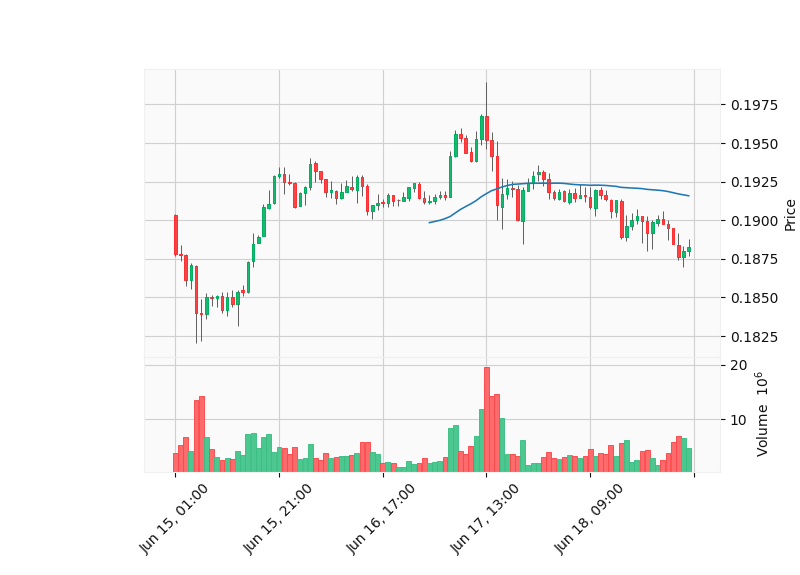 0.1975
0.1950
0.1925
0.1900
0.1875
0.1850
0.1825
Price
20
10
Volume 10^6
Jun 15, 01:00
Jun 15, 21:00
Jun 16, 17:00
Jun 17, 13:00
Jun 18, 09:00